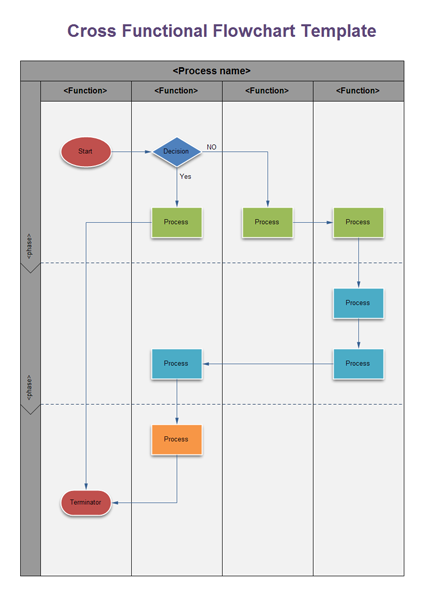 Cross Functional Flowchart Template
<Process name>
<Function>
<Function>
<Function>
<Function>
Start
Decision
NO
Yes
Process
Process
Process
<phase>
Process
Process
Process
<phase>
Process
Terminator